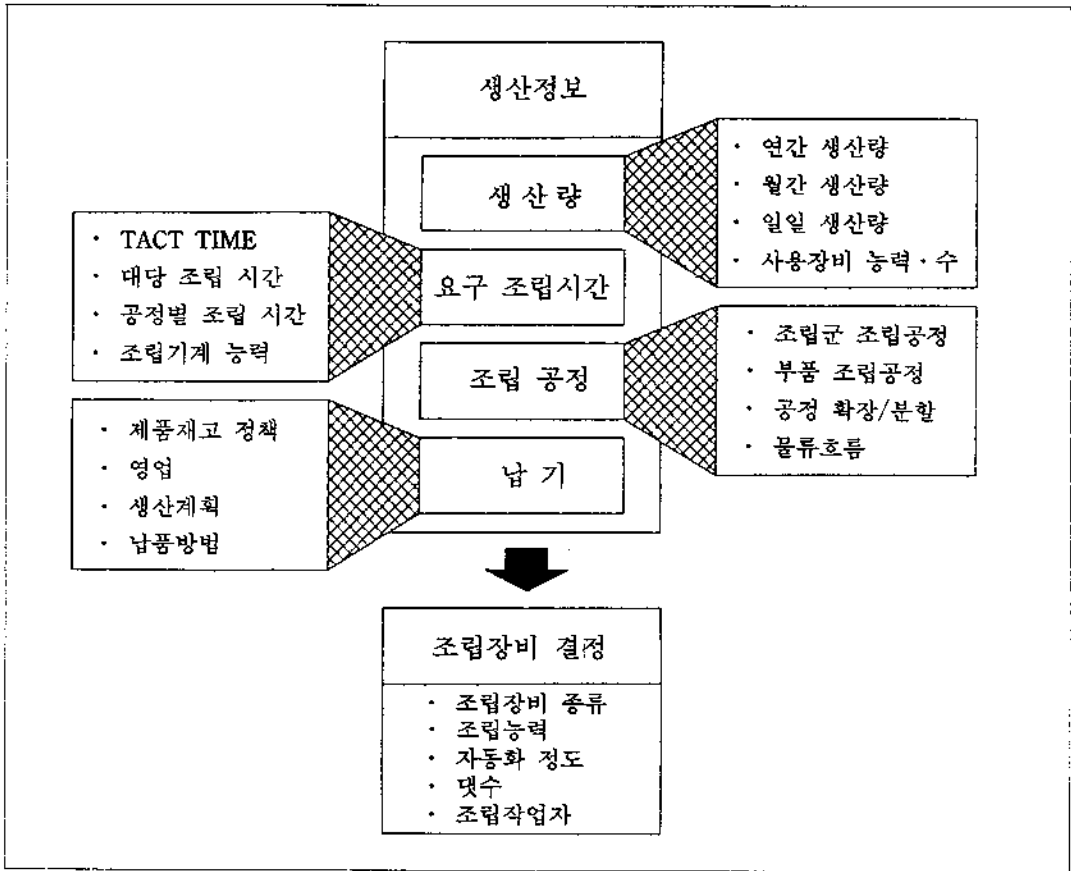 생산정보
생 산 량
· 연간 생산량
· 월간 생산량
· 일일 생산량
· 사용장비 능력·수
요구 조립시간
· TACT TIME
· 대당 조립 시간
· 공정별 조립 시간
· 조립기계 능력
조립 공정
· 조립군 조립공정
· 부품 조립공정
· 공정 확장/분할
· 물류흐름
납 기
· 제품재고 정책
· 영업
· 생산계획
· 납품방법
조립장비 결정
· 조립장비 종류
· 조립능력
· 자동화 정도
· 댓수
· 조립작업자